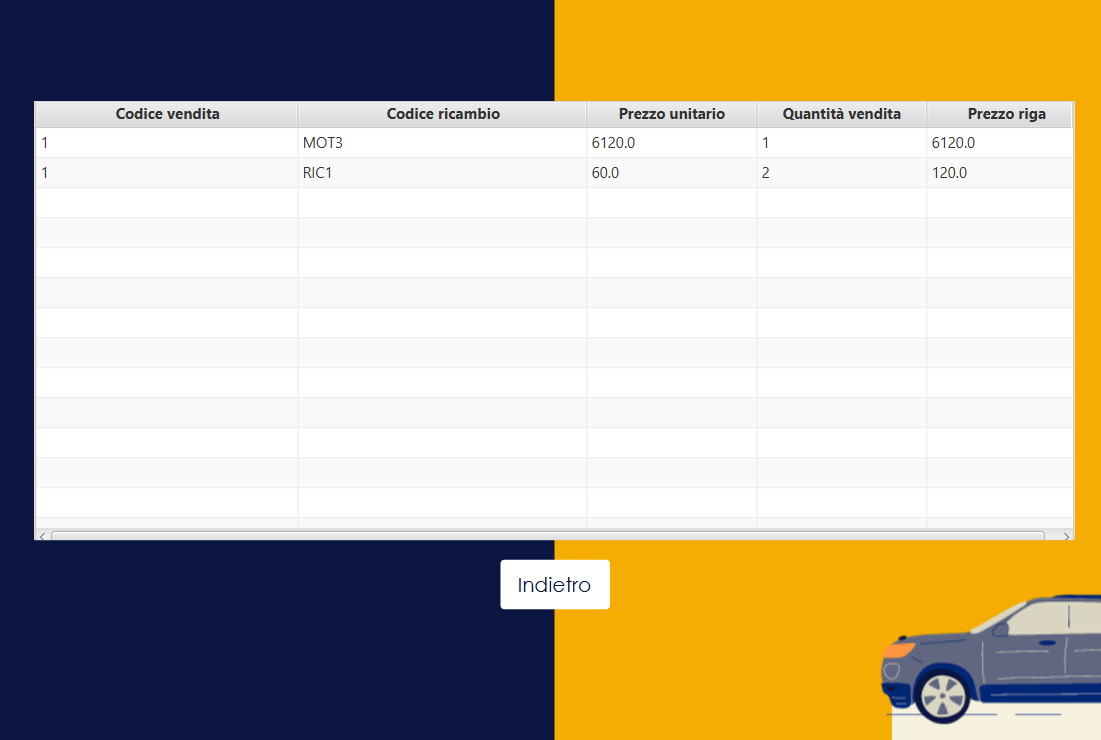 Codice vendita Codice ricambio Prezzo unitario Quantità vendita Prezzo riga
1 MOT3 6120.0 1 6120.0
1 RIC1 60.0 2 120.0
Indietro